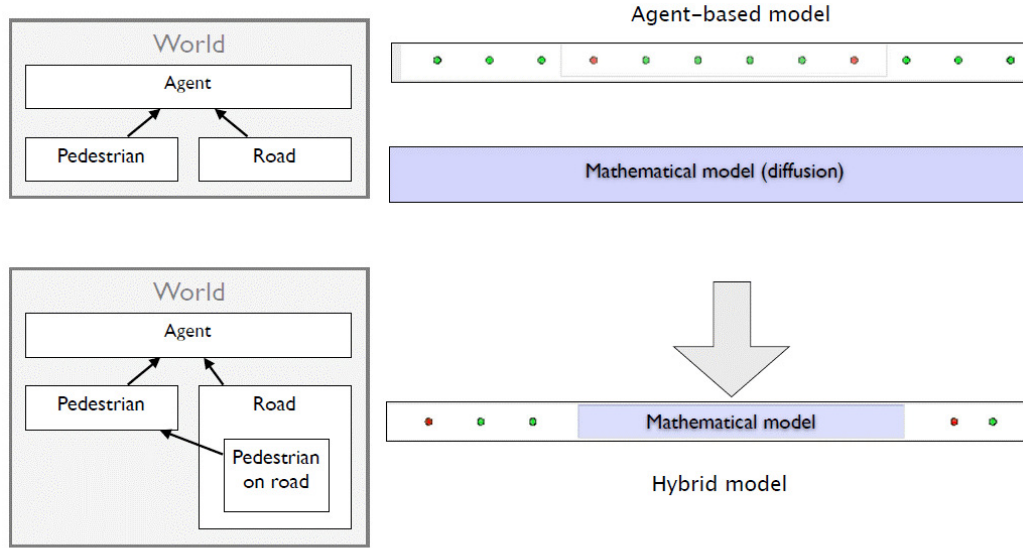 World
Agent
Pedestrian
Road
Agent-based model
Mathematical model (diffusion)
World
Agent
Pedestrian
Road
Pedestrian
on road
Mathematical model
Hybrid model